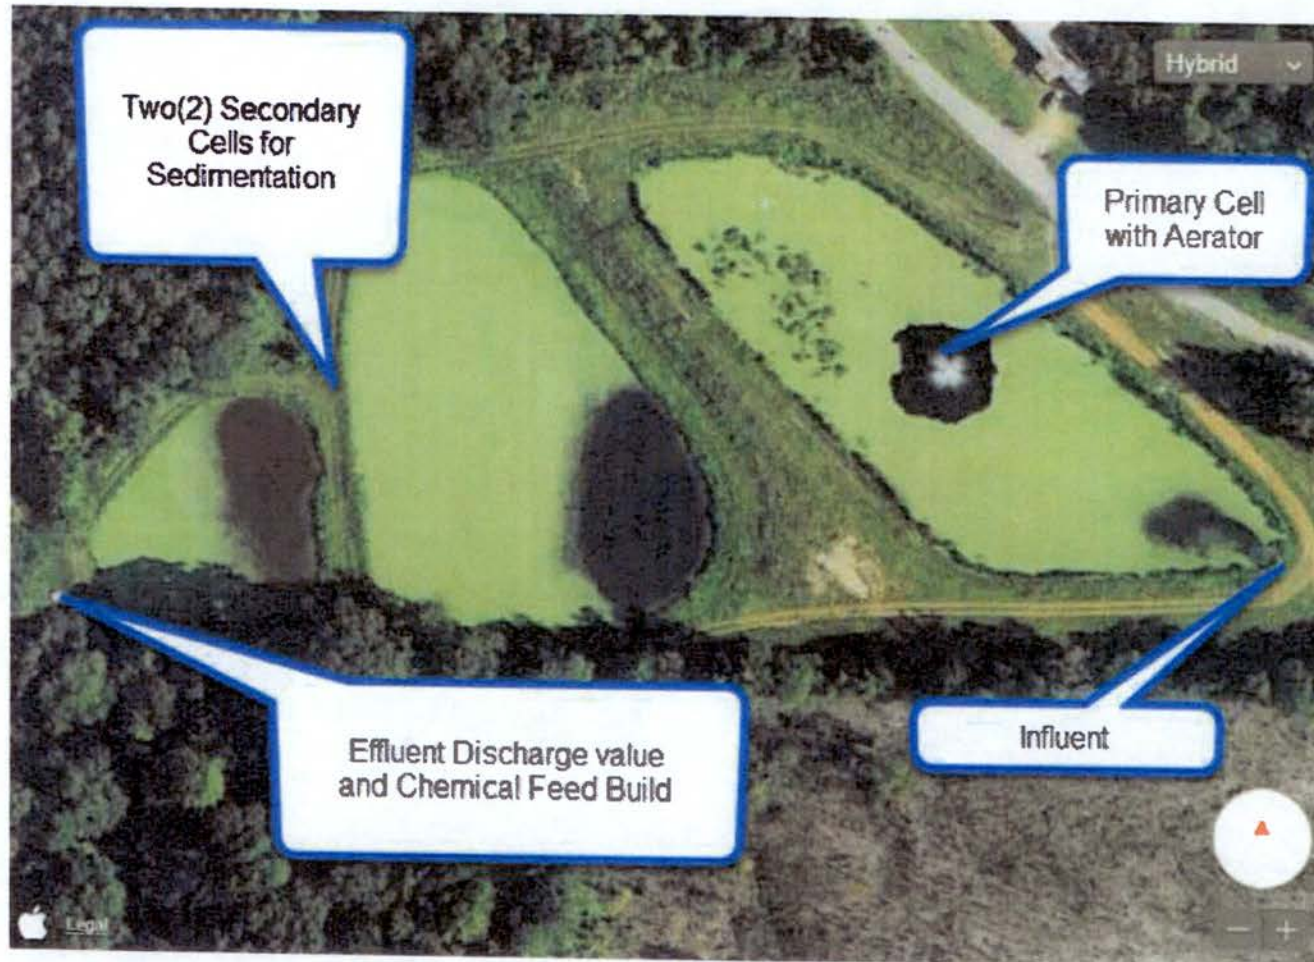 Hybrid
Two(2) Secondary
Cells for
Sedimentation
Primary Cell
with Aerator
Effluent Discharge value
and Chemical Feed Build
Influent
Legal